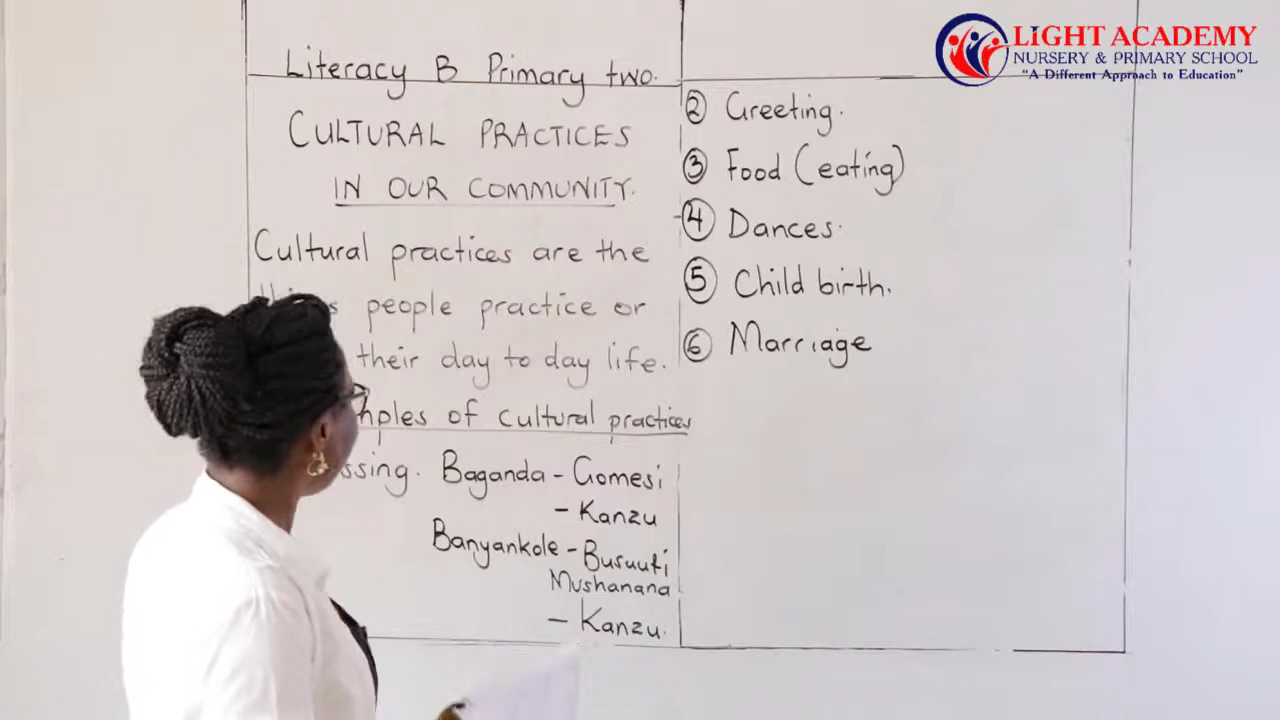 Literacy B Primary two.
CULTURAL PRACTICES
IN OUR COMMUNITY.
Cultural practices are the
people practice or
their day to day life.
of cultural practices
Baganda - Gomesi
- Kanzu
Banyankole - Busuuti
Mushanana
- Kanzu.
② Greeting.
③ Food (eating)
④ Dances.
⑤ Child birth.
⑥ Marriage
LIGHT ACADEMY
NURSERY & PRIMARY SCHOOL
"A Different Approach to Education"